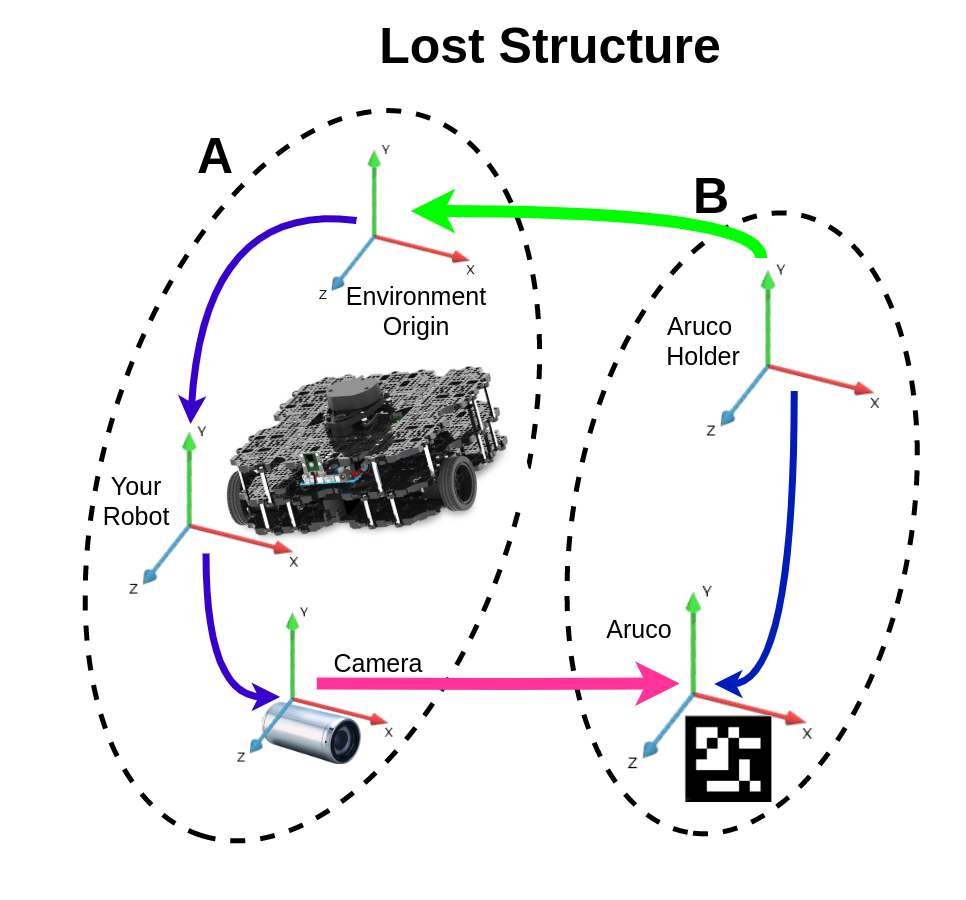 Lost Structure
A
B
Y
X
Z
Environment
Origin
Y
X
Z
Aruco
Holder
Y
X
Z
Your
Robot
Y
X
Z
Camera
Y
X
Z
Aruco